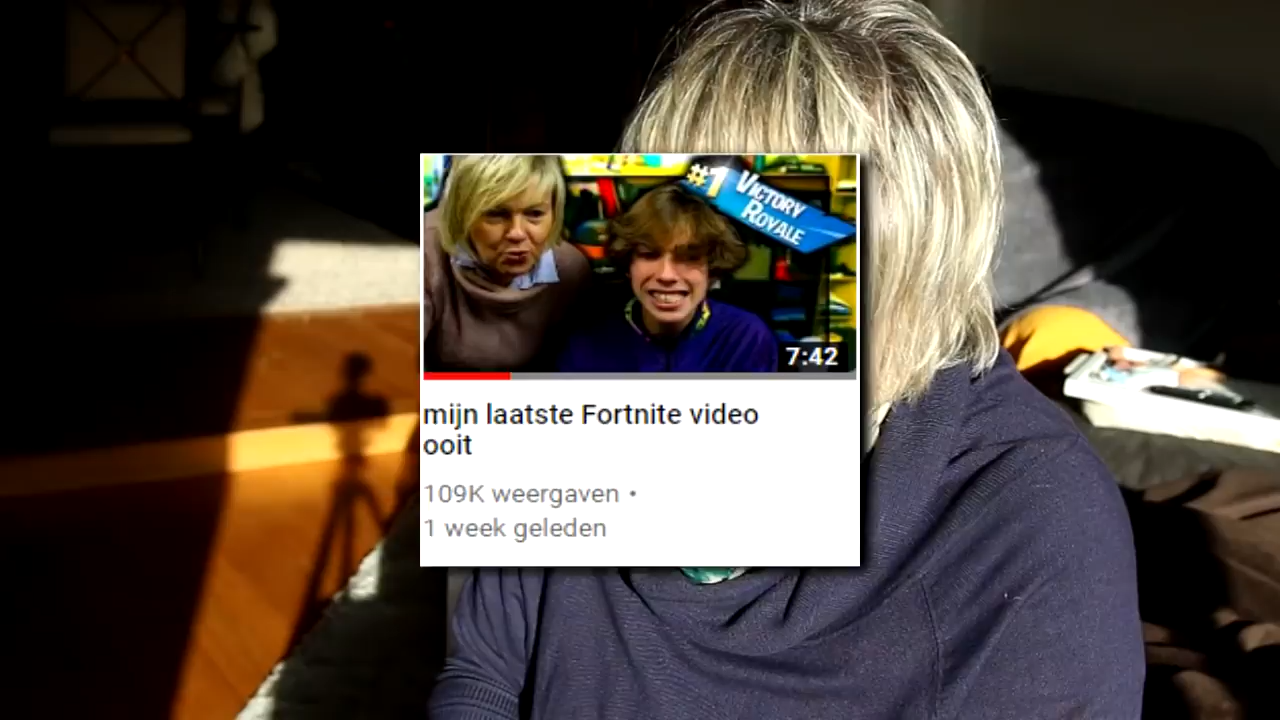 #1 VICTORY
ROYALE
7:42
mijn laatste Fortnite video
ooit
109K weergaven •
1 week geleden